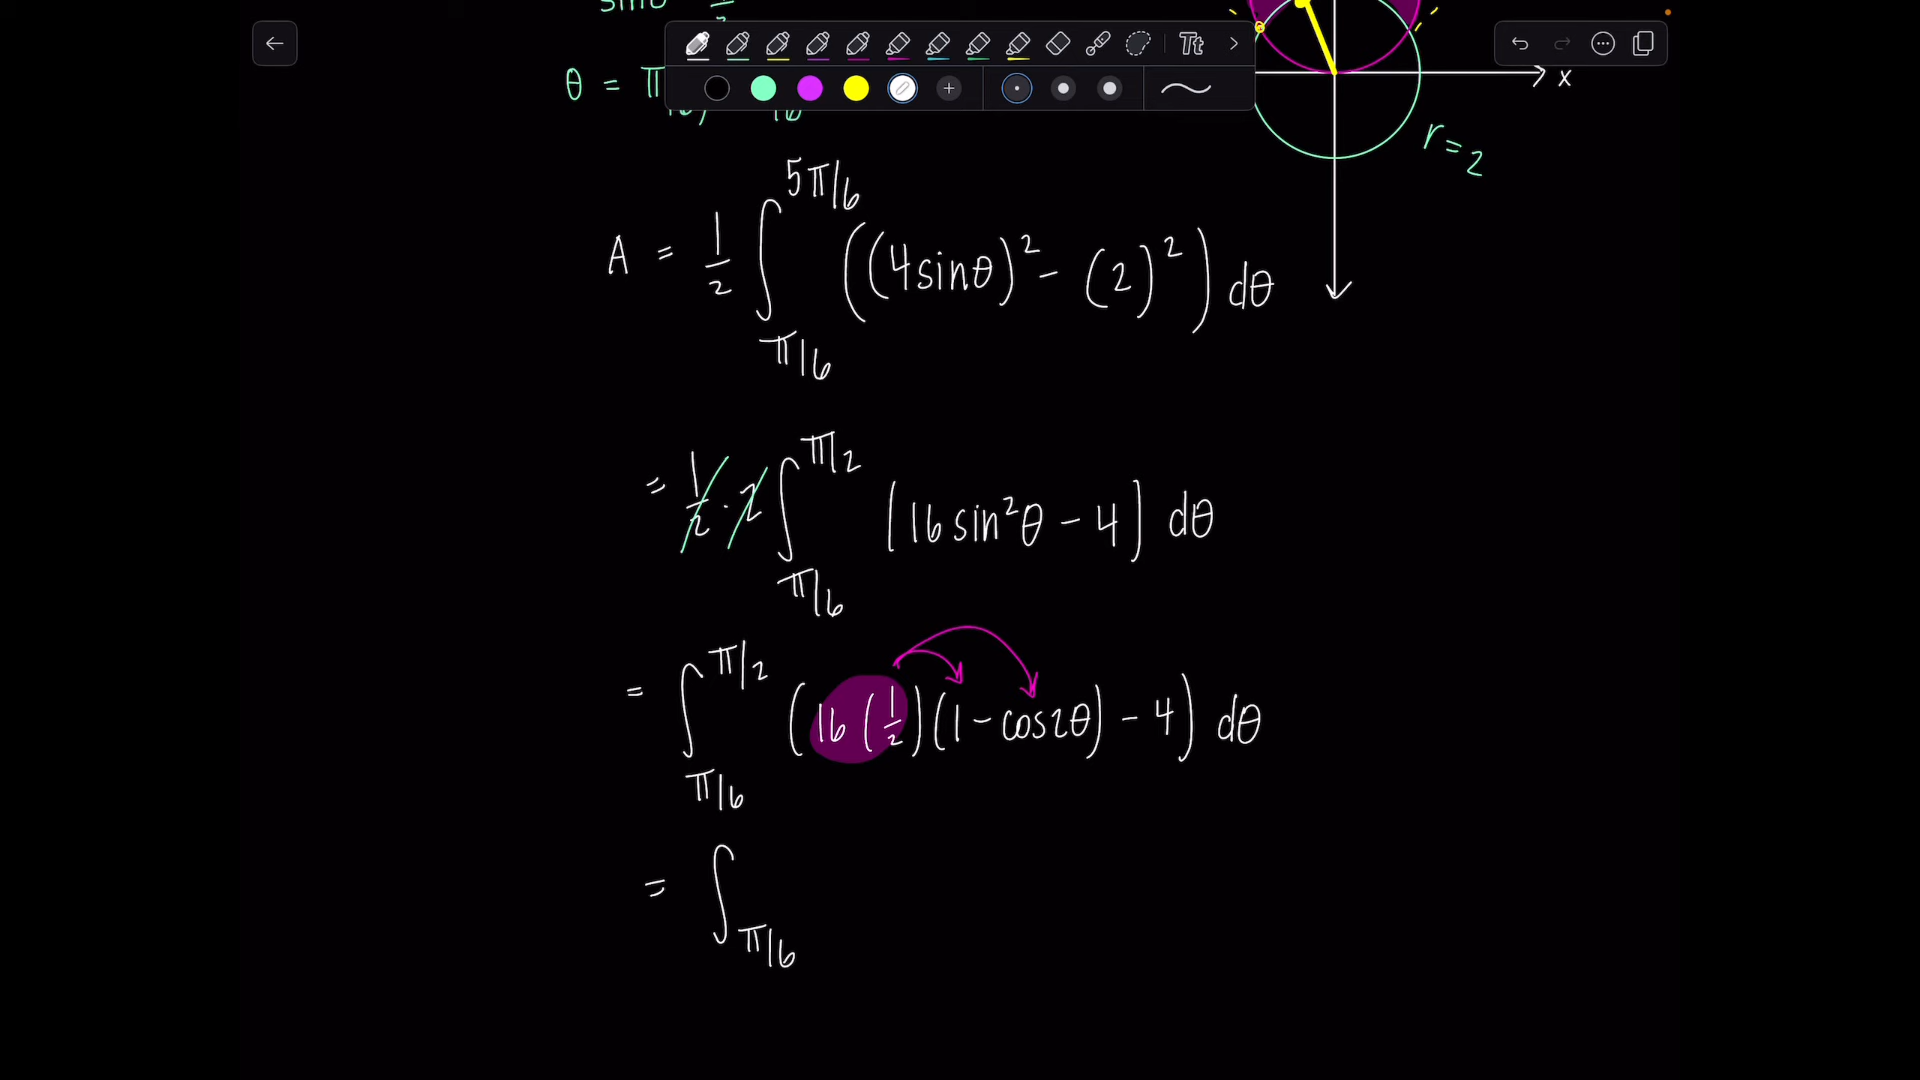 θ = π
x
r = 2
A = 1/2 ∫_{π/6}^{5π/6} ((4sinθ)² - (2)²) dθ
= 1/2 · 2 ∫_{π/6}^{π/2} (16 sin²θ - 4) dθ
= ∫_{π/6}^{π/2} (16(1/2)(1 - cos2θ) - 4) dθ
= ∫_{π/6}
Tt